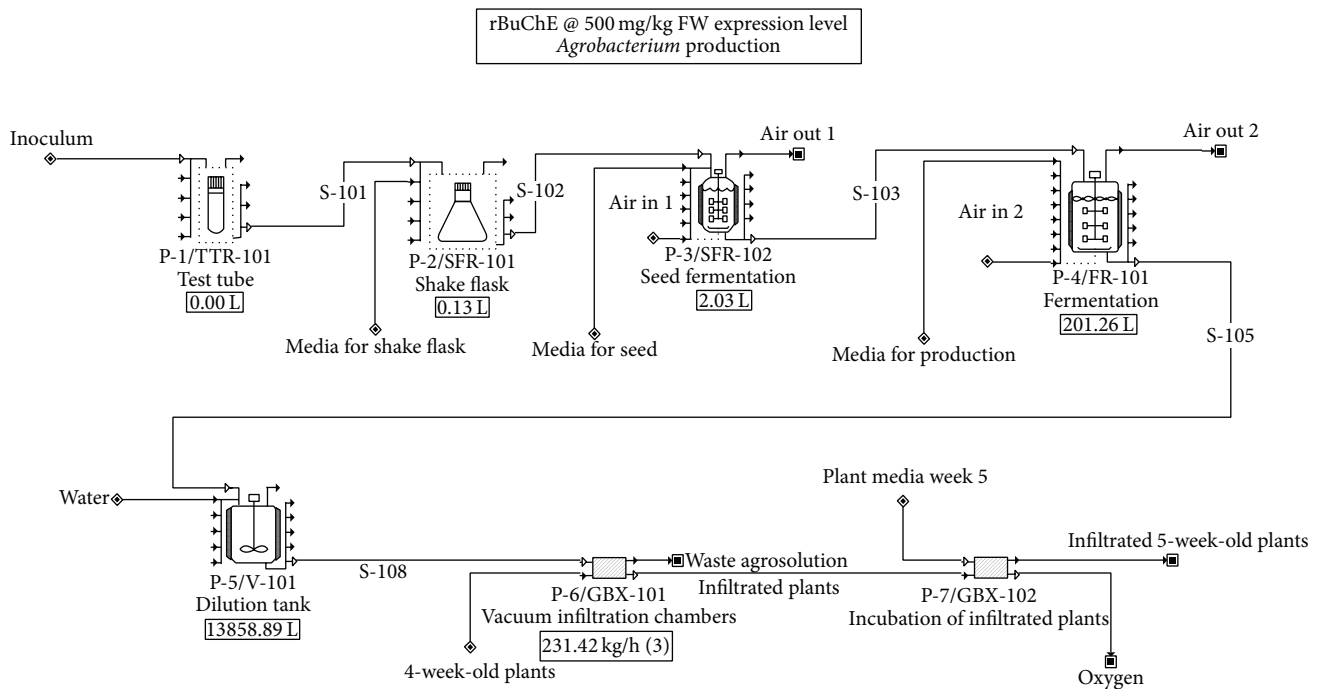 rBuChE @ 500 mg/kg FW expression level
Agrobacterium production
Inoculum
P-1/TTR-101
Test tube
0.00 L
S-101
P-2/SFR-101
Shake flask
0.13 L
Media for shake flask
S-102
Air in 1
Air out 1
P-3/SFR-102
Seed fermentation
2.03 L
Media for seed
S-103
Air in 2
Air out 2
P-4/FR-101
Fermentation
201.26 L
Media for production
S-105
Water
P-5/V-101
Dilution tank
13858.89 L
S-108
Waste agrosolution
Infiltrated plants
P-6/GBX-101
Vacuum infiltration chambers
231.42 kg/h (3)
4-week-old plants
Plant media week 5
P-7/GBX-102
Incubation of infiltrated plants
Infiltrated 5-week-old plants
Oxygen